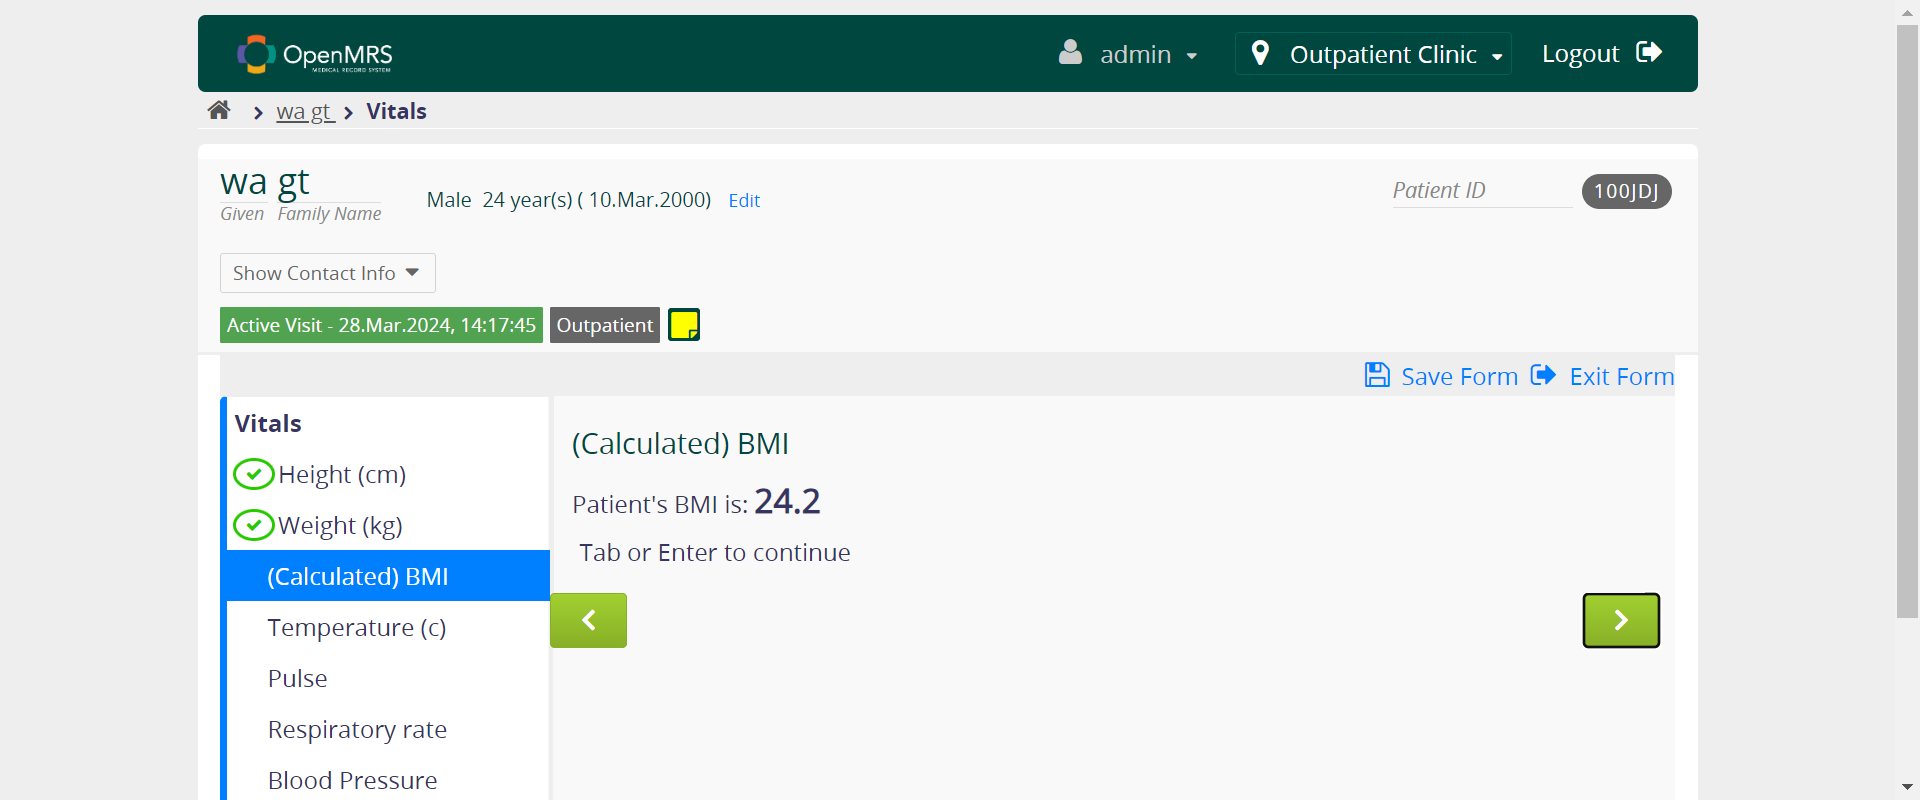 OpenMRS
MEDICAL RECORD SYSTEM
admin
Outpatient Clinic
Logout
wa gt
Vitals
wa gt
Given Family Name
Male 24 year(s) ( 10.Mar.2000) Edit
Patient ID
100JDJ
Show Contact Info
Active Visit - 28.Mar.2024, 14:17:45
Outpatient
Save Form
Exit Form
Vitals
Height (cm)
Weight (kg)
(Calculated) BMI
Temperature (c)
Pulse
Respiratory rate
Blood Pressure
(Calculated) BMI
Patient's BMI is: 24.2
Tab or Enter to continue